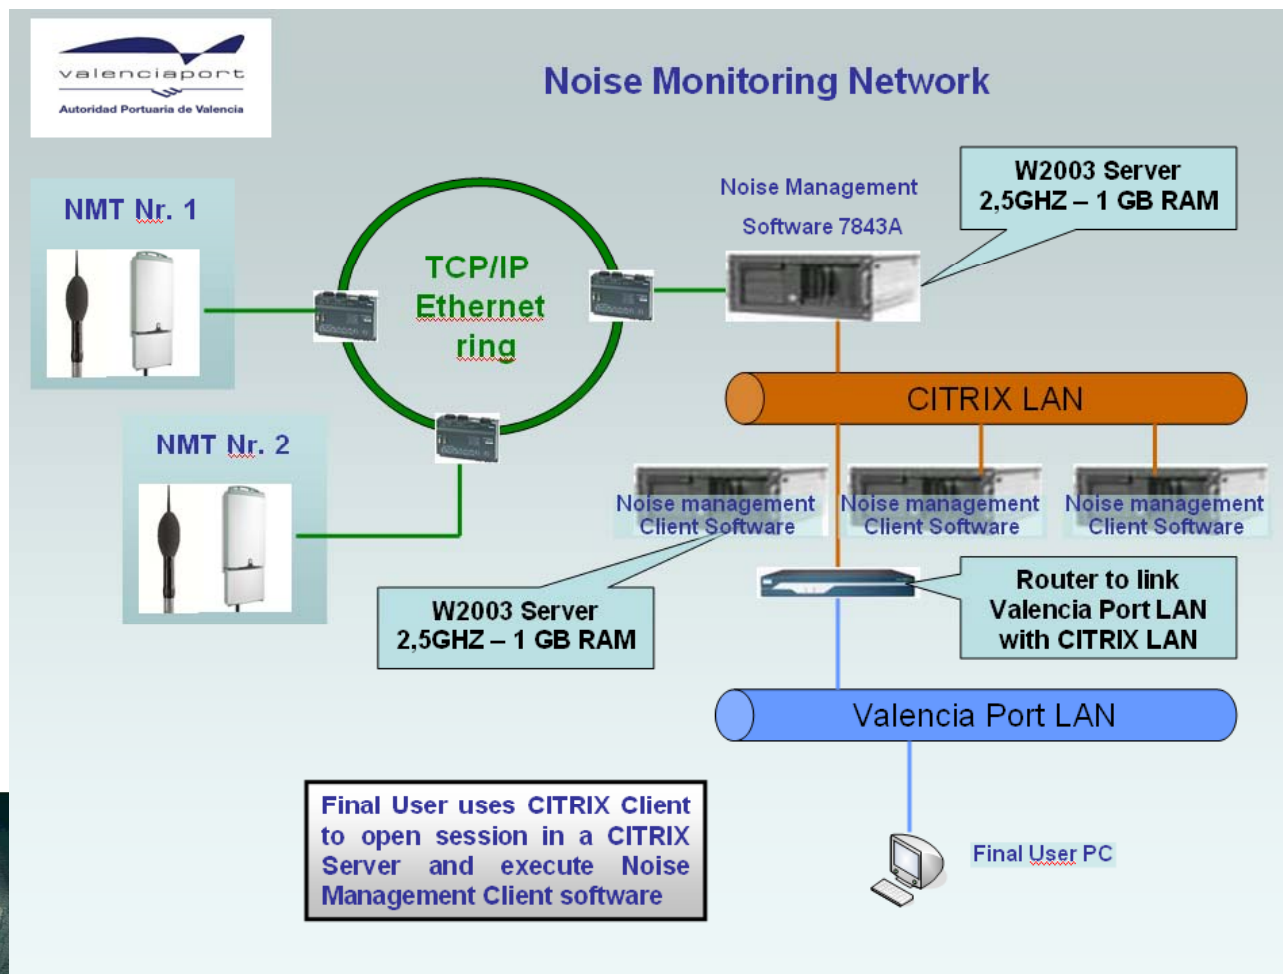 valenciaport
Autoridad Portuaria de Valencia
Noise Monitoring Network
NMT Nr. 1
NMT Nr. 2
TCP/IP
Ethernet
ring
Noise Management
Software 7843A
W2003 Server
2,5GHZ – 1 GB RAM
CITRIX LAN
Noise management
Client Software
Noise management
Client Software
Noise management
Client Software
W2003 Server
2,5GHZ – 1 GB RAM
Router to link
Valencia Port LAN
with CITRIX LAN
Valencia Port LAN
Final User uses CITRIX Client
to open session in a CITRIX
Server and execute Noise
Management Client software
Final User PC